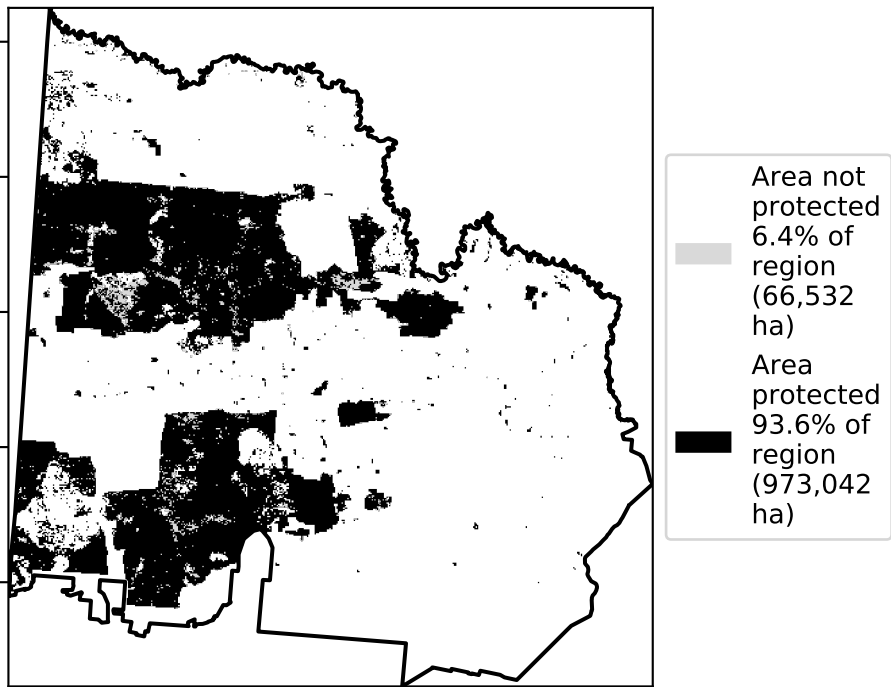 Area not
protected
6.4% of
region
(66,532
ha)
Area
protected
93.6% of
region
(973,042
ha)